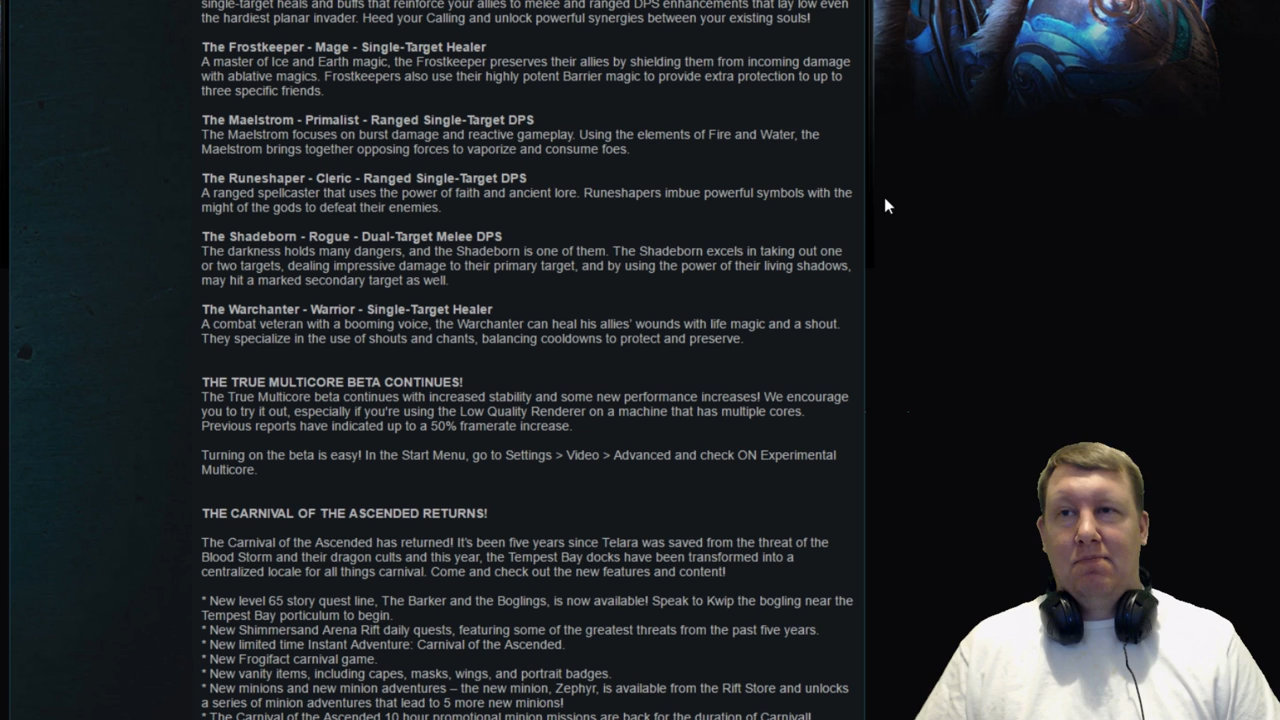 single-target heals and buffs that reinforce your allies to melee and ranged DPS enhancements that lay low even
the hardiest planar invader. Heed your Calling and unlock powerful synergies between your existing souls!
The Frostkeeper - Mage - Single-Target Healer
A master of Ice and Earth magic, the Frostkeeper preserves their allies by shielding them from incoming damage
with ablative magics. Frostkeepers also use their highly potent Barrier magic to provide extra protection to up to
three specific friends.
The Maelstrom - Primalist - Ranged Single-Target DPS
The Maelstrom focuses on burst damage and reactive gameplay. Using the elements of Fire and Water, the
Maelstrom brings together opposing forces to vaporize and consume foes.
The Runeshaper - Cleric - Ranged Single-Target DPS
A ranged spellcaster that uses the power of faith and ancient lore. Runeshapers imbue powerful symbols with the
might of the gods to defeat their enemies.
The Shadeborn - Rogue - Dual-Target Melee DPS
The darkness holds many dangers, and the Shadeborn is one of them. The Shadeborn excels in taking out one
or two targets, dealing impressive damage to their primary target, and by using the power of their living shadows,
may hit a marked secondary target as well.
The Warchanter - Warrior - Single-Target Healer
A combat veteran with a booming voice, the Warchanter can heal his allies' wounds with life magic and a shout.
They specialize in the use of shouts and chants, balancing cooldowns to protect and preserve.
THE TRUE MULTICORE BETA CONTINUES!
The True Multicore beta continues with increased stability and some new performance increases! We encourage
you to try it out, especially if you're using the Low Quality Renderer on a machine that has multiple cores.
Previous reports have indicated up to a 50% framerate increase.
Turning on the beta is easy! In the Start Menu, go to Settings > Video > Advanced and check ON Experimental
Multicore.
THE CARNIVAL OF THE ASCENDED RETURNS!
The Carnival of the Ascended has returned! It's been five years since Telara was saved from the threat of the
Blood Storm and their dragon cults and this year, the Tempest Bay docks have been transformed into a
centralized locale for all things carnival. Come and check out the new features and content!
* New level 65 story quest line, The Barker and the Boglings, is now available! Speak to Kwip the bogling near the
Tempest Bay porticulum to begin.
* New Shimmersand Arena Rift daily quests, featuring some of the greatest threats from the past five years.
* New limited time Instant Adventure: Carnival of the Ascended.
* New Frogifact carnival game.
* New vanity items, including capes, masks, wings, and portrait badges.
* New minions and new minion adventures – the new minion, Zephyr, is available from the Rift Store and unlocks
a series of minion adventures that lead to 5 more new minions!
* The Carnival of the Ascended 10 hour promotional minion missions are back for the duration of Carnival!